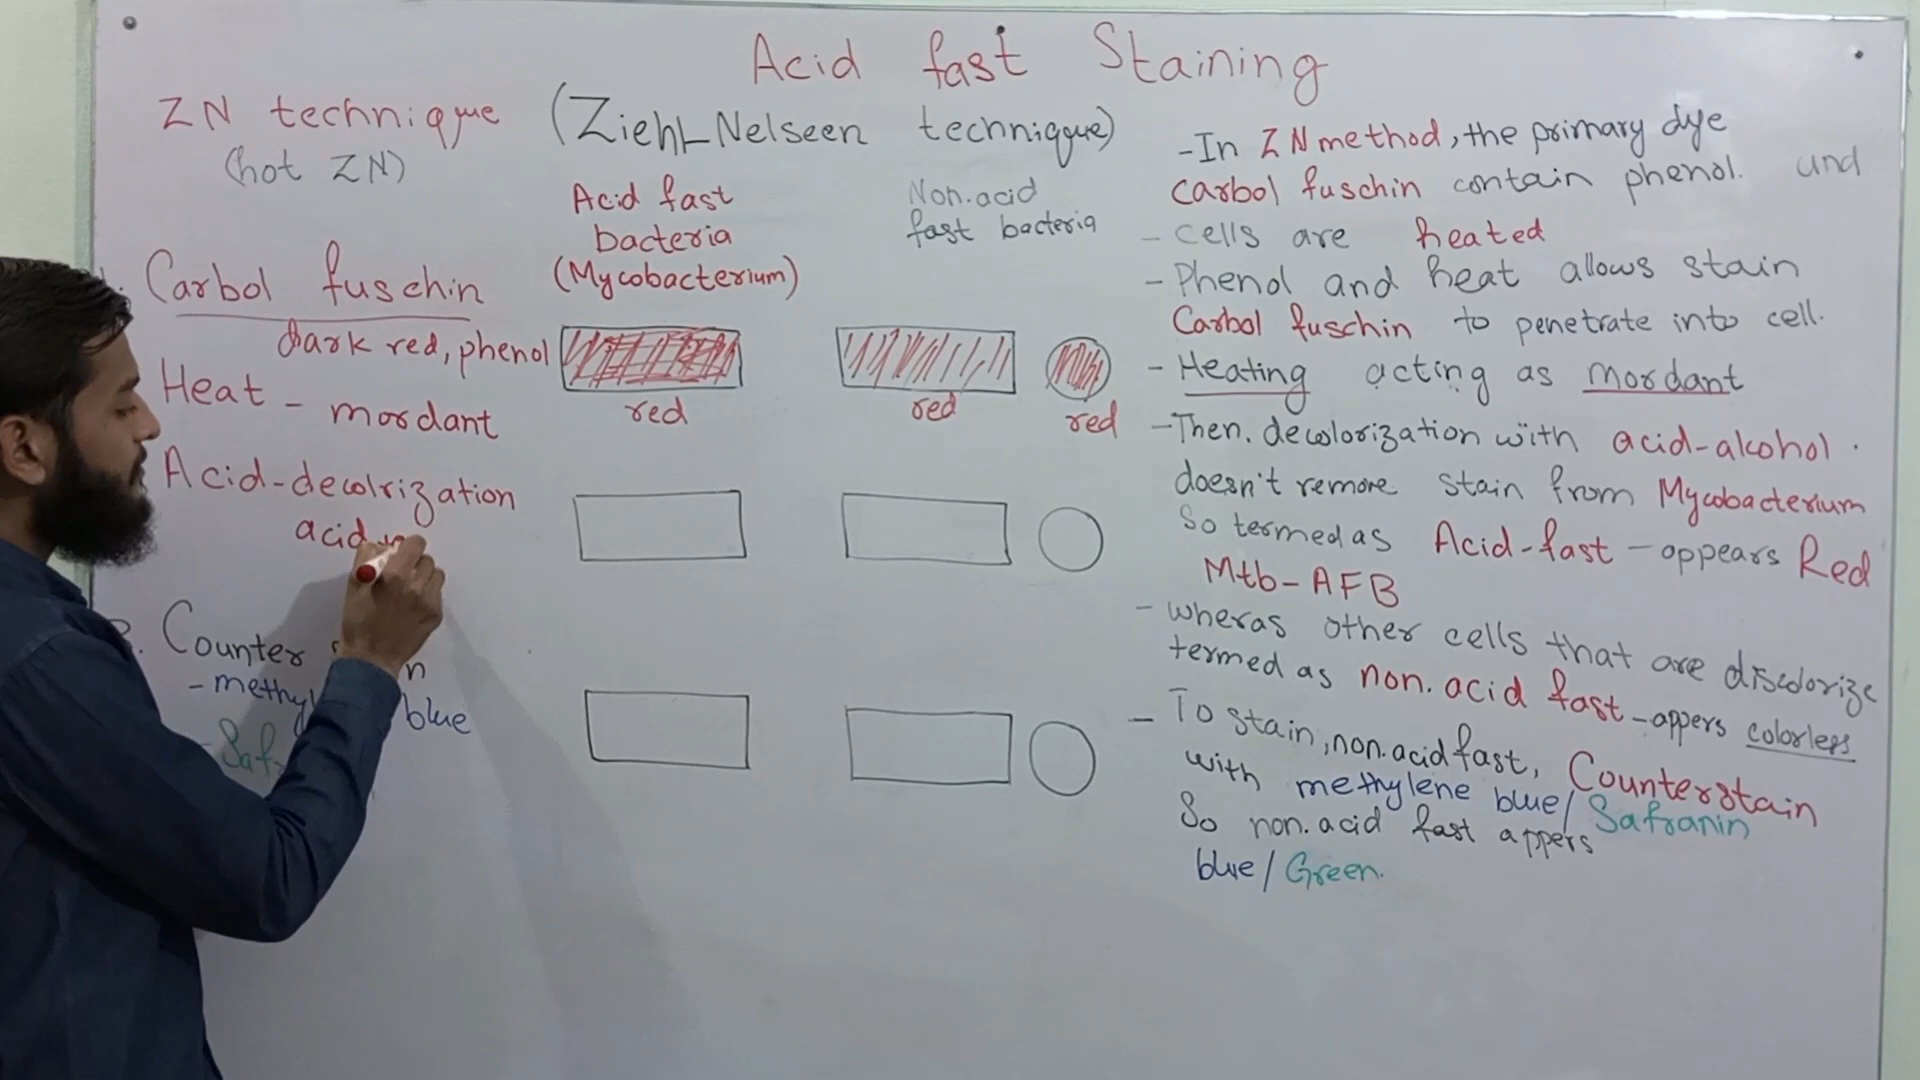 Acid fast Staining
ZN technique (Ziehl-Nelseen technique)
(hot ZN)
Acid fast
bacteria
(Mycobacterium)
Non.acid
fast bacteria
Carbol fuschin
dark red, phenol
Heat - mordant
red
red
red
Acid-decolrization
acid
Counter
- methyl blue
- Saf
- In ZN method, the primary dye
Carbol fuschin contain phenol. and
- cells are heated
- Phenol and heat allows stain
Carbol fuschin to penetrate into cell.
- Heating acting as mordant
- Then. decolorization with acid-alkohol.
doesn't remove stain from Mycobacterium
So termed as Acid-fast - appears Red
Mtb-AFB
- wheras other cells that are discolorize
termed as non.acid fast - appers colorless
- To stain, non.acid fast, Counterstain
with methylene blue/Safranin
So non.acid fast appers
blue/Green.